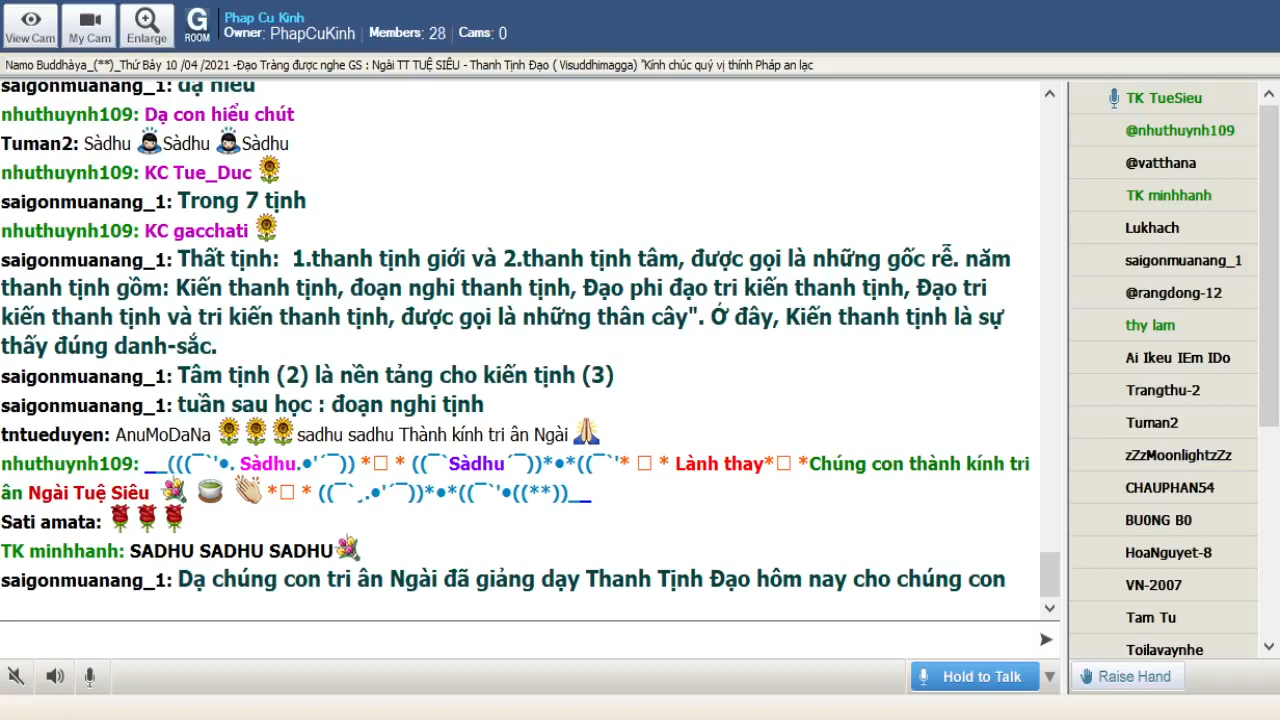 View Cam
My Cam
Enlarge
G
ROOM
Phap Cu Kinh
Owner: PhapCuKinh
Members: 28
Cams: 0
Namo Buddhàya_(**)_Thứ Bảy 10 /04 /2021 -Đạo Tràng được nghe GS : Ngài TT TUỆ SIÊU - Thanh Tịnh Đạo ( Visuddhimagga) "Kính chúc quý vị thính Pháp an lạc
saigonmuanang_1: dạ hiểu
nhuthuynh109: Dạ con hiểu chút
Tuman2: Sàdhu Sàdhu Sàdhu
nhuthuynh109: KC Tue_Duc
saigonmuanang_1: Trong 7 tịnh
nhuthuynh109: KC gacchati
saigonmuanang_1: Thất tịnh: 1.thanh tịnh giới và 2.thanh tịnh tâm, được gọi là những gốc rễ. năm
thanh tịnh gồm: Kiến thanh tịnh, đoạn nghi thanh tịnh, Đạo phi đạo tri kiến thanh tịnh, Đạo tri
kiến thanh tịnh và tri kiến thanh tịnh, được gọi là những thân cây". Ở đây, Kiến thanh tịnh là sự
thấy đúng danh-sắc.
saigonmuanang_1: Tâm tịnh (2) là nền tảng cho kiến tịnh (3)
saigonmuanang_1: tuần sau học : đoạn nghi tịnh
tntueduyen: AnuMoDaNa sadhu sadhu Thành kính tri ân Ngài
nhuthuynh109: __(((¯`'•. Sàdhu.•'´¯)) * * ((¯`Sàdhu´¯))*•*((¯`'* * Lành thay* *Chúng con thành kính tri
ân Ngài Tuệ Siêu * * ((¯`¸.•'´¯))*•*((¯`'•((**))__
Sati amata:
TK minhhanh: SADHU SADHU SADHU
saigonmuanang_1: Dạ chúng con tri ân Ngài đã giảng dạy Thanh Tịnh Đạo hôm nay cho chúng con
Hold to Talk
TK TueSieu
@nhuthuynh109
@vatthana
TK minhhanh
Lukhach
saigonmuanang_1
@rangdong-12
thy lam
Ai Ikeu IEm IDo
Trangthu-2
Tuman2
zZzMoonlightzZz
CHAUPHAN54
BU0NG B0
HoaNguyet-8
VN-2007
Tam Tu
Toilavaynhe
Raise Hand